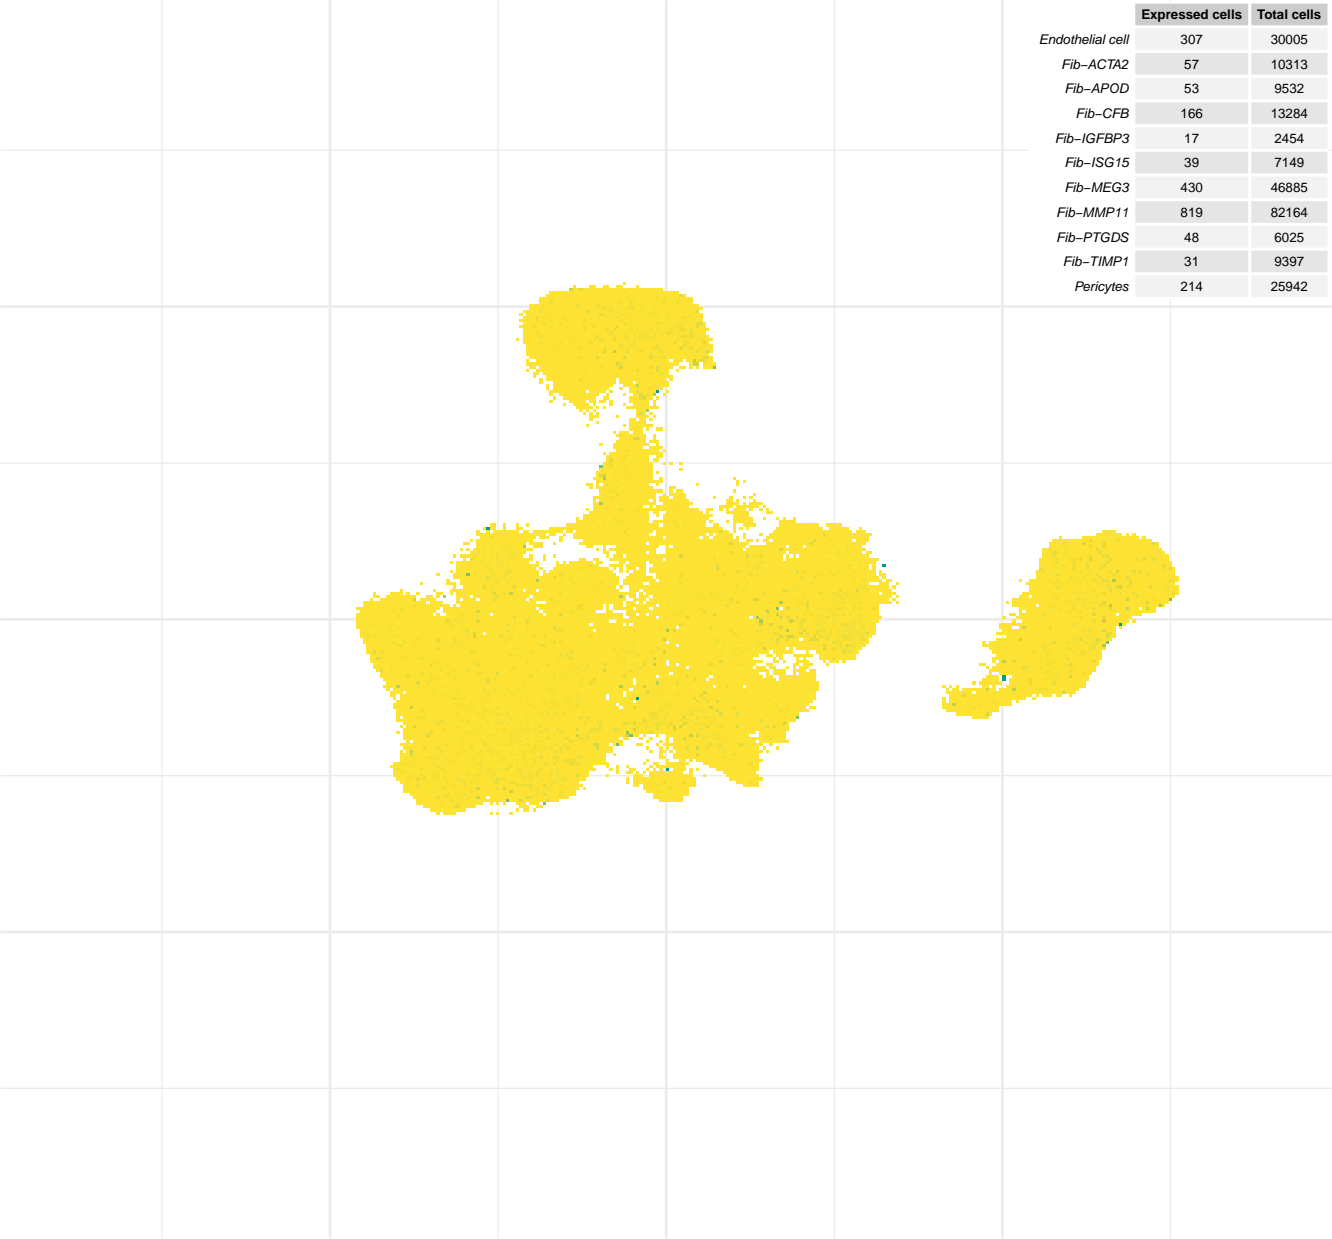 Expressed cells Total cells
Endothelial cell 307 30005
Fib−ACTA2 57 10313
Fib−APOD 53 9532
Fib−CFB 166 13284
Fib−IGFBP3 17 2454
Fib−ISG15 39 7149
Fib−MEG3 430 46885
Fib−MMP11 819 82164
Fib−PTGDS 48 6025
Fib−TIMP1 31 9397
Pericytes 214 25942